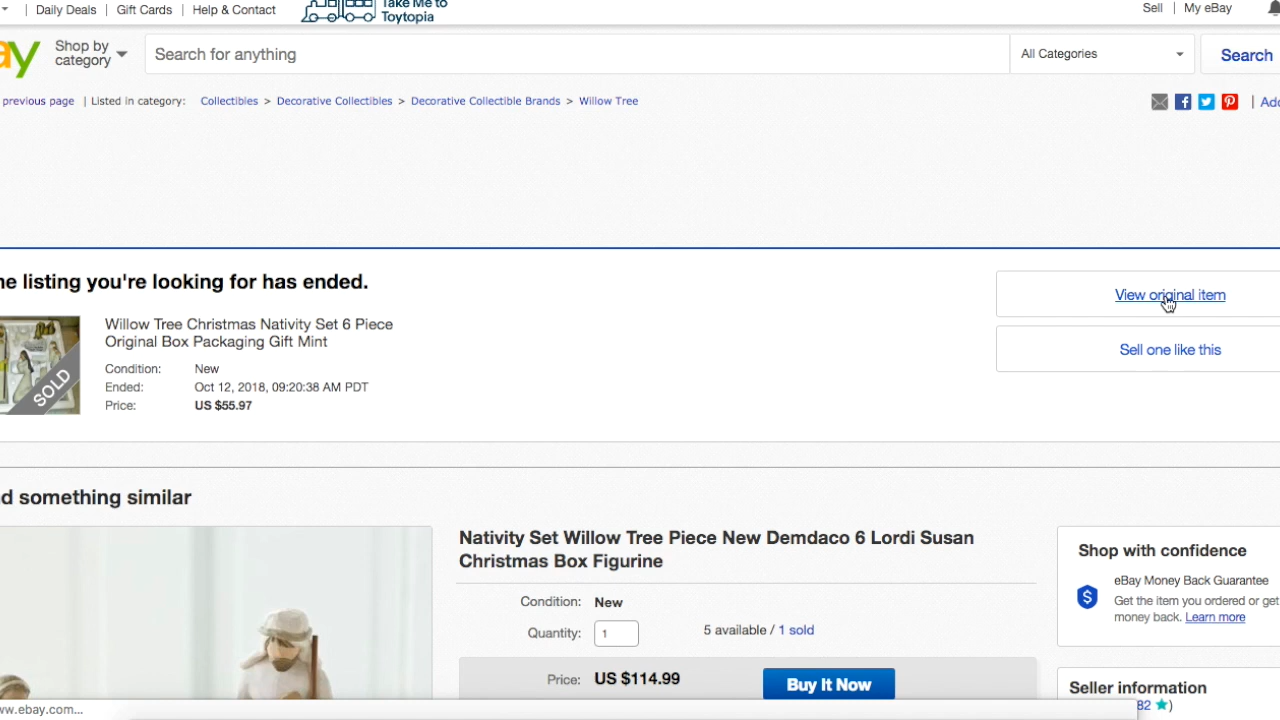 Daily Deals | Gift Cards | Help & Contact
Take Me to
Toytopia
Sell | My eBay
ay
Shop by
category
Search for anything
All Categories
Search
previous page | Listed in category: Collectibles > Decorative Collectibles > Decorative Collectible Brands > Willow Tree
| Add
ne listing you're looking for has ended.
View original item
Sell one like this
SOLD
Willow Tree Christmas Nativity Set 6 Piece
Original Box Packaging Gift Mint
Condition: New
Ended: Oct 12, 2018, 09:20:38 AM PDT
Price: US $55.97
d something similar
Nativity Set Willow Tree Piece New Demdaco 6 Lordi Susan
Christmas Box Figurine
Condition: New
Quantity: 1 5 available / 1 sold
Price: US $114.99 Buy It Now
Shop with confidence
$ eBay Money Back Guarantee
Get the item you ordered or get
money back. Learn more
Seller information
82 ★)
ww.ebay.com...